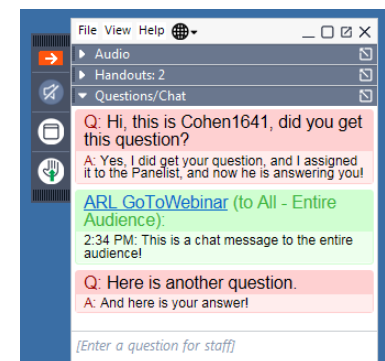 File View Help
Audio
Handouts: 2
Questions/Chat
Q: Hi, this is Cohen1641, did you get
this question?
A: Yes, I did get your question, and I assigned
it to the Panelist, and now he is answering you!
ARL GoToWebinar (to All - Entire
Audience):
2:34 PM: This is a chat message to the entire
audience!
Q: Here is another question.
A: And here is your answer!
[Enter a question for staff]